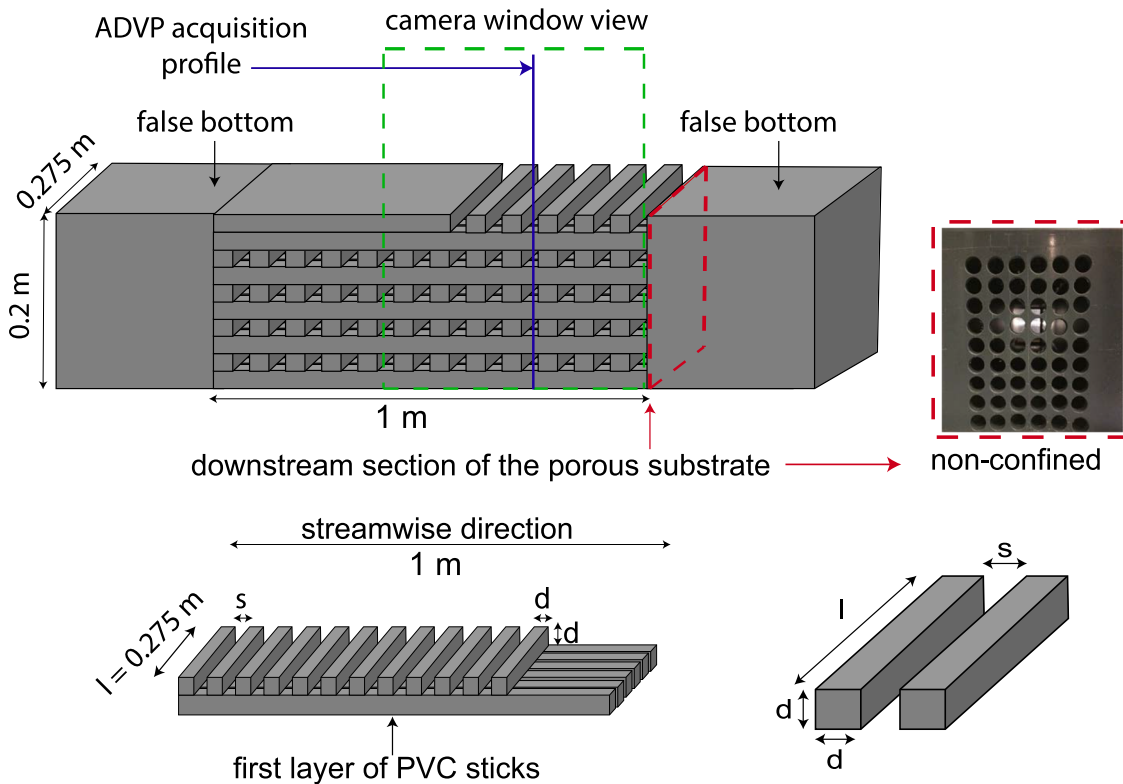 ADVP acquisition
profile
camera window view
false bottom
false bottom
0.275 m
0.2 m
1 m
downstream section of the porous substrate
non-confined
streamwise direction
1 m
s
d
d
l = 0.275 m
first layer of PVC sticks
s
l
d
d